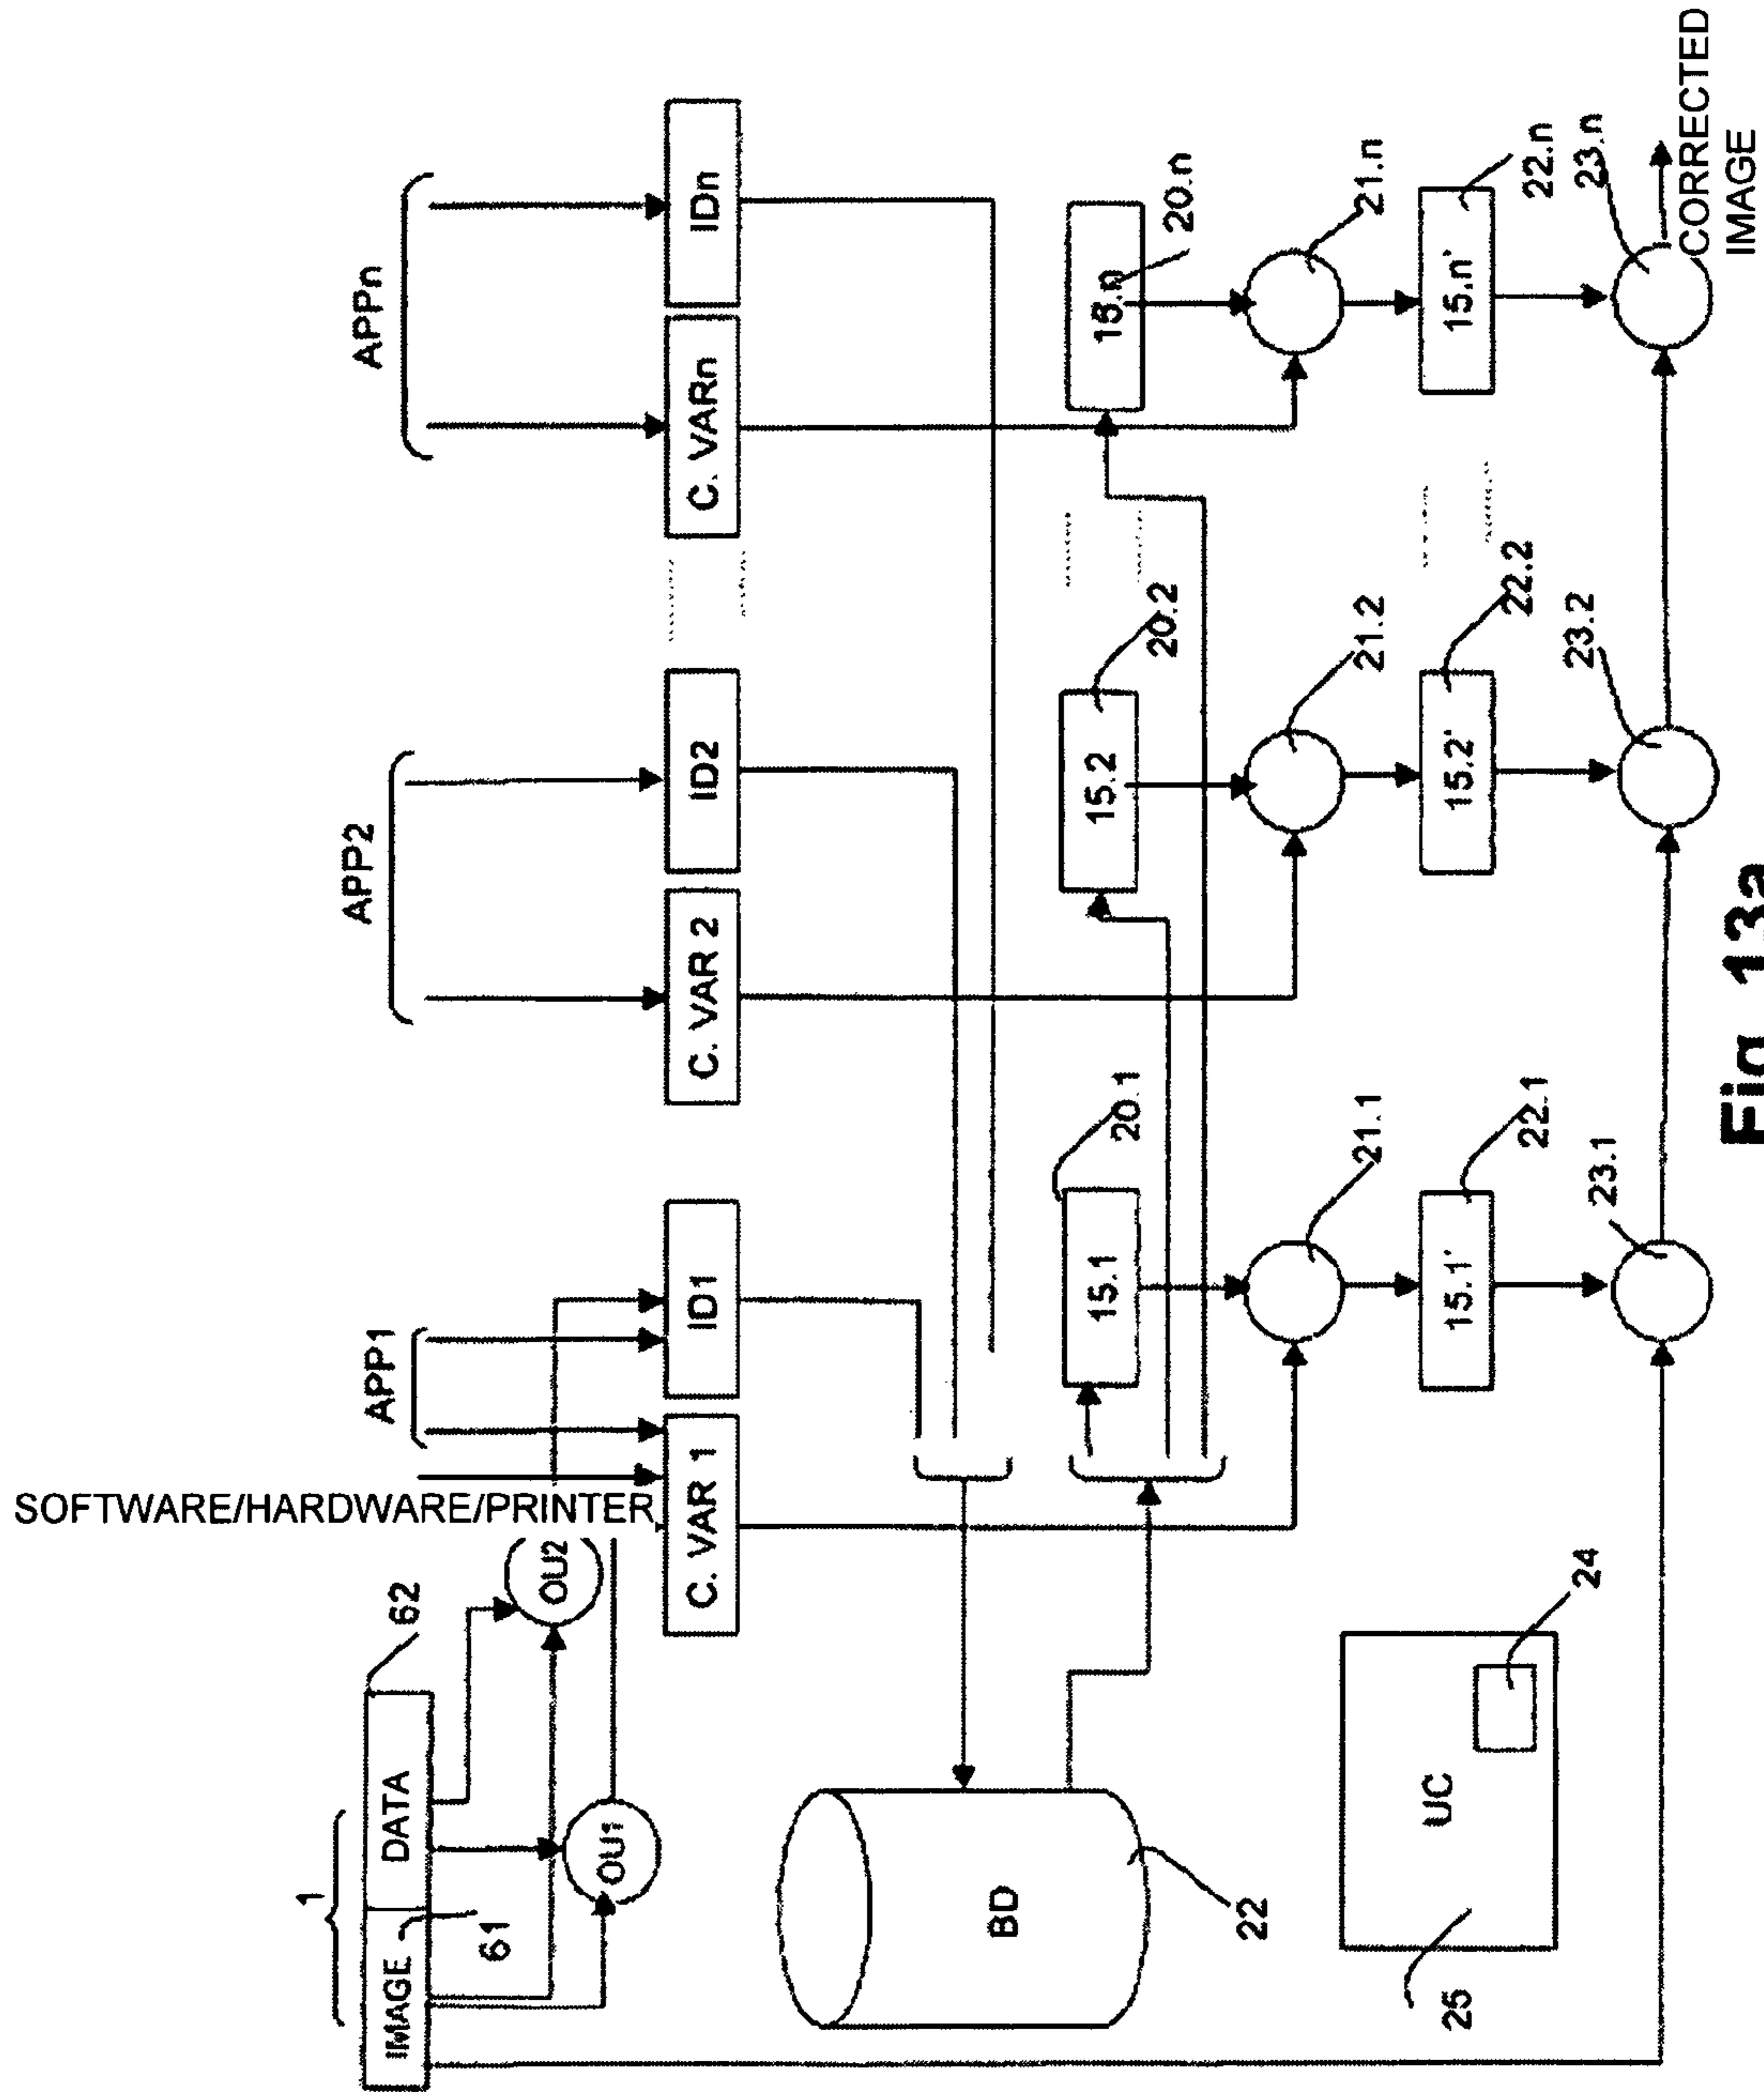 1
IMAGE
DATA
62
61
OU1
OU2
SOFTWARE/HARDWARE/PRINTER
APP1
APP2
APPn
C. VAR 1
ID1
C. VAR 2
ID2
C. VARn
IDn
BD
22
15.1
20.1
15.2
20.2
15.n
20.n
21.1
21.2
21.n
UC
24
25
15.1'
22.1
15.2'
22.2
15.n'
22.n
23.1
23.2
23.n
CORRECTED
IMAGE
Fig. 13a